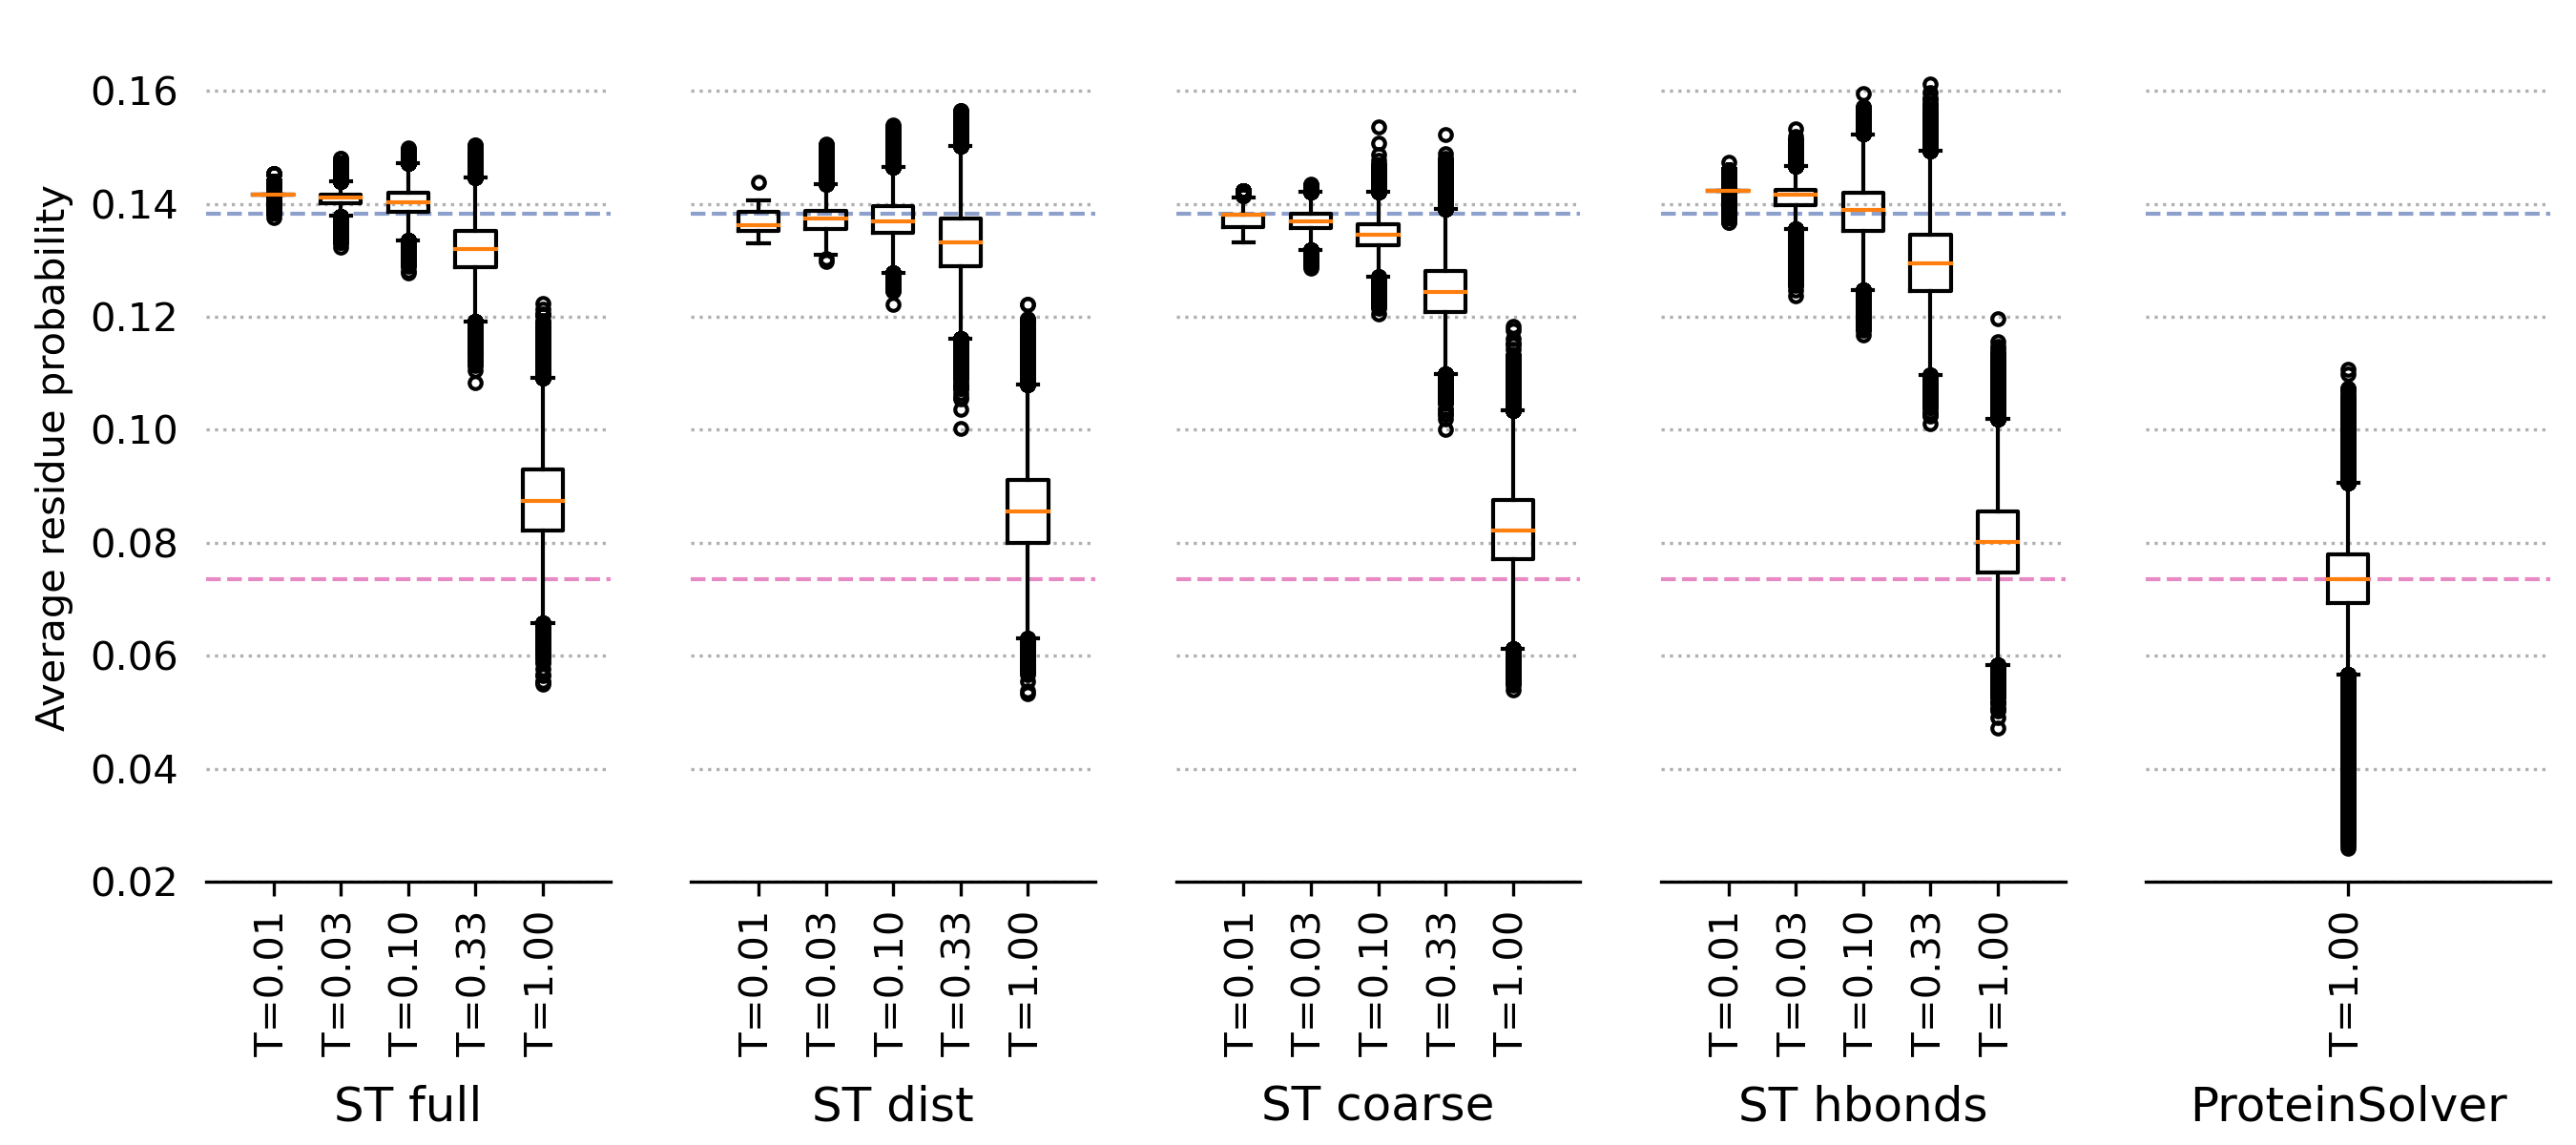 Average residue probability
0.16
0.14
0.12
0.10
0.08
0.06
0.04
0.02
T=0.01
T=0.03
T=0.10
T=0.33
T=1.00
ST full
T=0.01
T=0.03
T=0.10
T=0.33
T=1.00
ST dist
T=0.01
T=0.03
T=0.10
T=0.33
T=1.00
ST coarse
T=0.01
T=0.03
T=0.10
T=0.33
T=1.00
ST hbonds
T=1.00
ProteinSolver